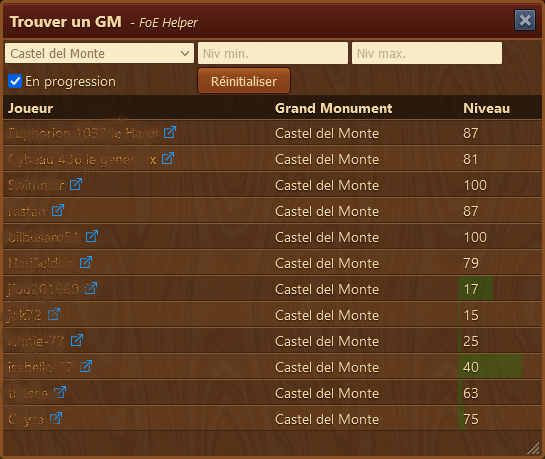 Trouver un GM - FoE Helper
Castel del Monte Niv min. Niv max.
En progression Réinitialiser
Joueur Grand Monument Niveau
Castel del Monte 87
Castel del Monte 81
Castel del Monte 100
Castel del Monte 87
Castel del Monte 100
Castel del Monte 79
Castel del Monte 17
Castel del Monte 15
Castel del Monte 25
Castel del Monte 40
Castel del Monte 63
Castel del Monte 75